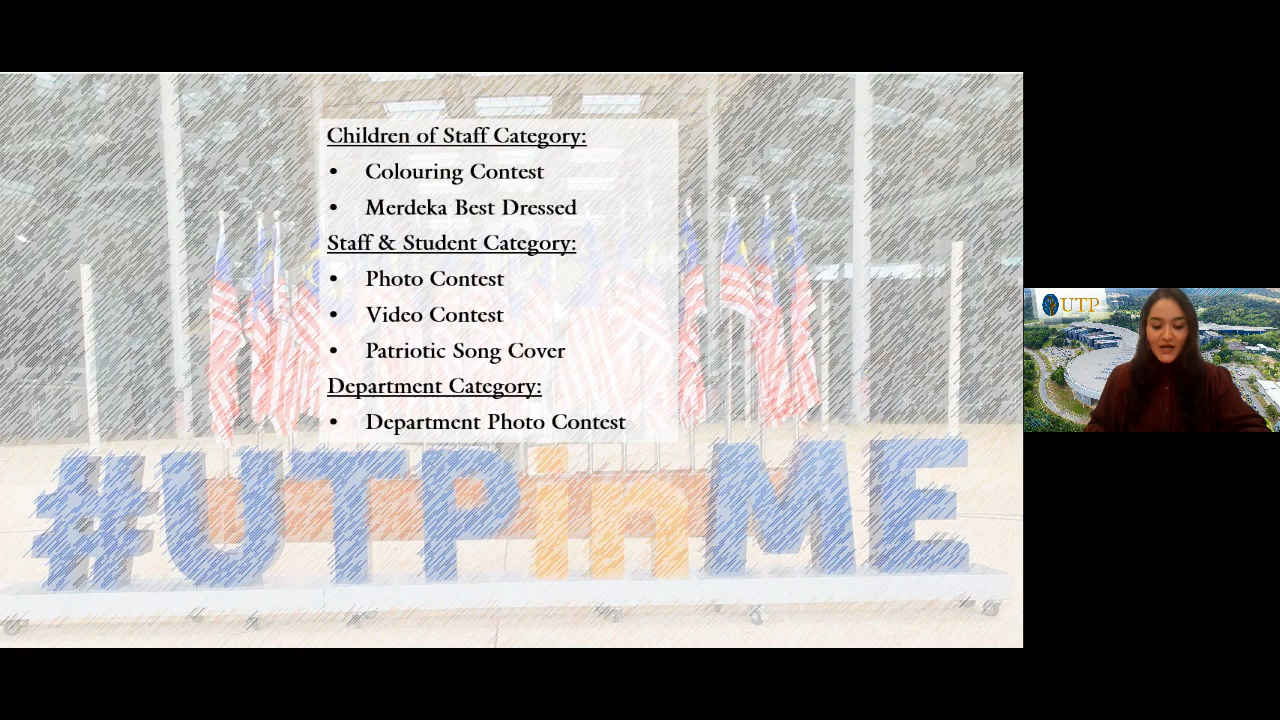 Children of Staff Category:
• Colouring Contest
• Merdeka Best Dressed
Staff & Student Category:
• Photo Contest
• Video Contest
• Patriotic Song Cover
Department Category:
• Department Photo Contest
#UTPinME
UTP